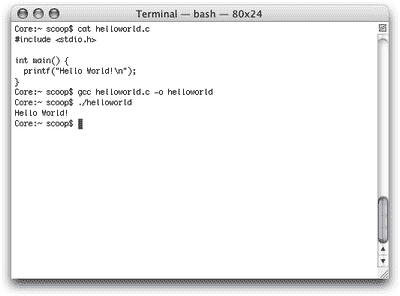 Terminal — bash — 80x24
Core:~ scoop$ cat helloworld.c
#include <stdio.h>
int main() {
printf("Hello World!\n");
}
Core:~ scoop$ gcc helloworld.c -o helloworld
Core:~ scoop$ ./helloworld
Hello World!
Core:~ scoop$